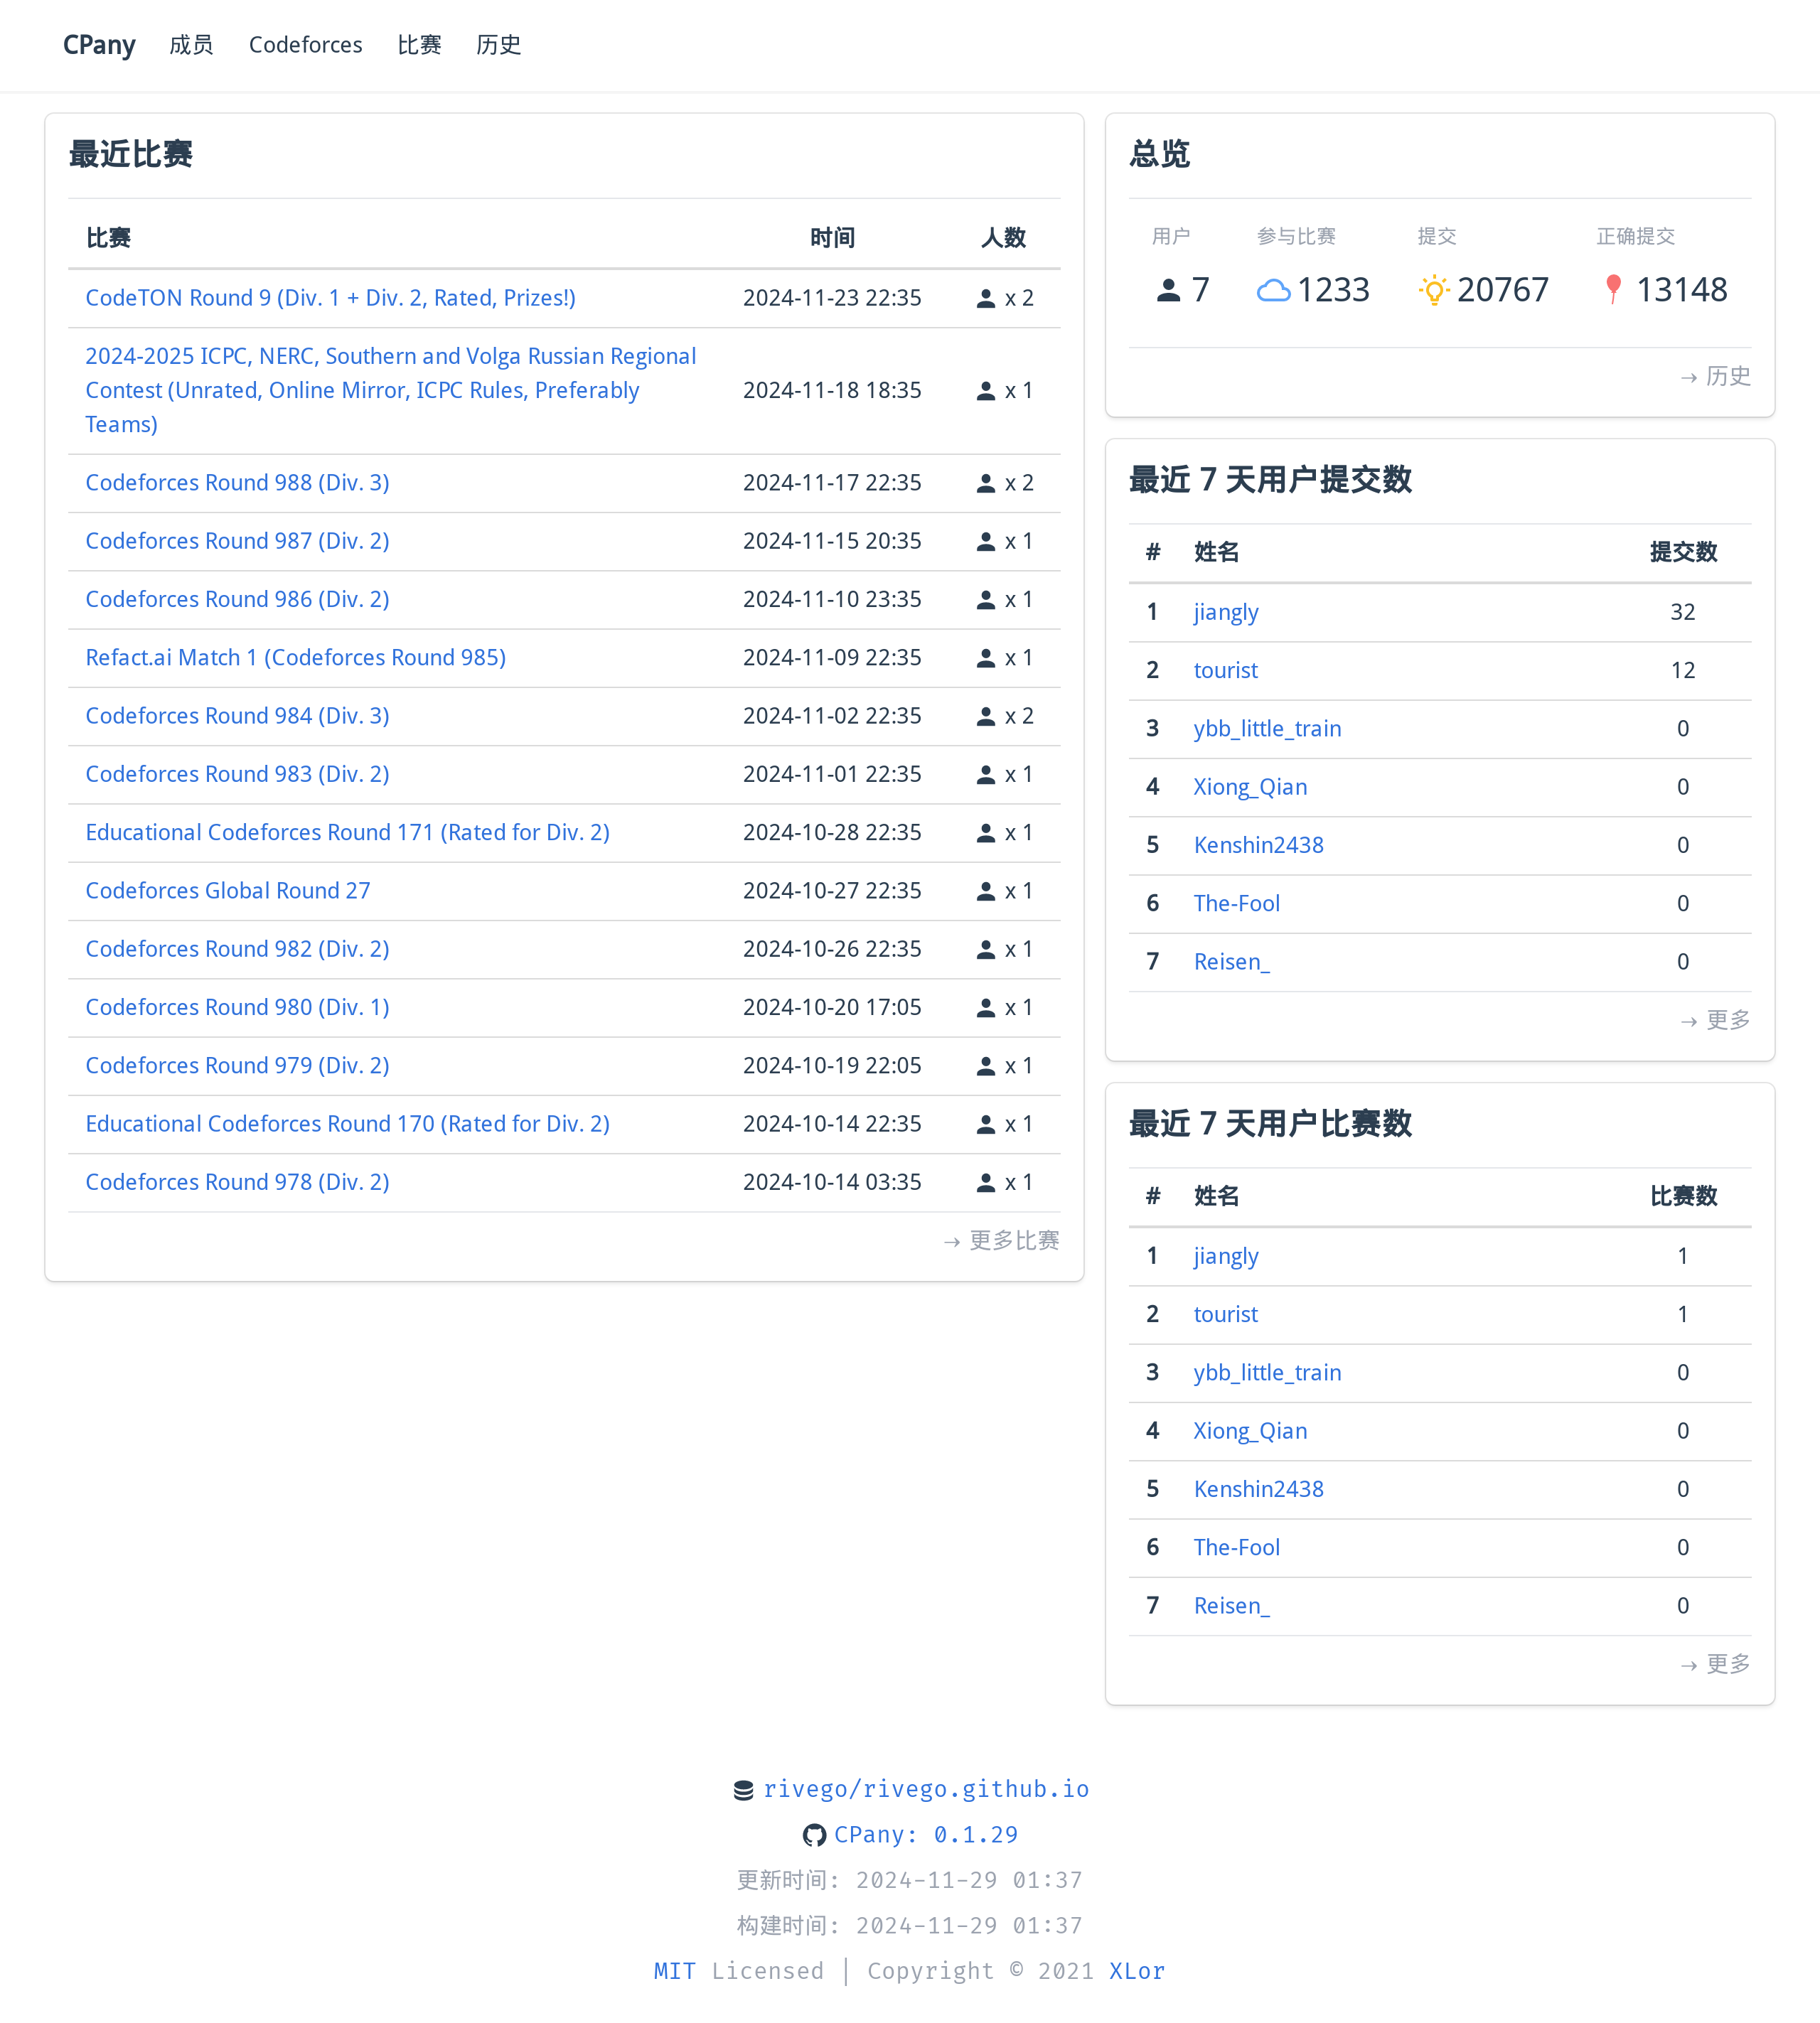 CPany 成员 Codeforces 比赛 历史
最近比赛
比赛 时间 人数
CodeTON Round 9 (Div. 1 + Div. 2, Rated, Prizes!) 2024-11-23 22:35 x 2
2024-2025 ICPC, NERC, Southern and Volga Russian Regional
Contest (Unrated, Online Mirror, ICPC Rules, Preferably 2024-11-18 18:35 x 1
Teams)
Codeforces Round 988 (Div. 3) 2024-11-17 22:35 x 2
Codeforces Round 987 (Div. 2) 2024-11-15 20:35 x 1
Codeforces Round 986 (Div. 2) 2024-11-10 23:35 x 1
Refact.ai Match 1 (Codeforces Round 985) 2024-11-09 22:35 x 1
Codeforces Round 984 (Div. 3) 2024-11-02 22:35 x 2
Codeforces Round 983 (Div. 2) 2024-11-01 22:35 x 1
Educational Codeforces Round 171 (Rated for Div. 2) 2024-10-28 22:35 x 1
Codeforces Global Round 27 2024-10-27 22:35 x 1
Codeforces Round 982 (Div. 2) 2024-10-26 22:35 x 1
Codeforces Round 980 (Div. 1) 2024-10-20 17:05 x 1
Codeforces Round 979 (Div. 2) 2024-10-19 22:05 x 1
Educational Codeforces Round 170 (Rated for Div. 2) 2024-10-14 22:35 x 1
Codeforces Round 978 (Div. 2) 2024-10-14 03:35 x 1
→ 更多比赛
总览
用户 参与比赛 提交 正确提交
7 1233 20767 13148
→ 历史
最近 7 天用户提交数
# 姓名 提交数
1 jiangly 32
2 tourist 12
3 ybb_little_train 0
4 Xiong_Qian 0
5 Kenshin2438 0
6 The-Fool 0
7 Reisen_ 0
→ 更多
最近 7 天用户比赛数
# 姓名 比赛数
1 jiangly 1
2 tourist 1
3 ybb_little_train 0
4 Xiong_Qian 0
5 Kenshin2438 0
6 The-Fool 0
7 Reisen_ 0
→ 更多
rivego/rivego.github.io
CPany: 0.1.29
更新时间: 2024-11-29 01:37
构建时间: 2024-11-29 01:37
MIT Licensed | Copyright © 2021 XLor